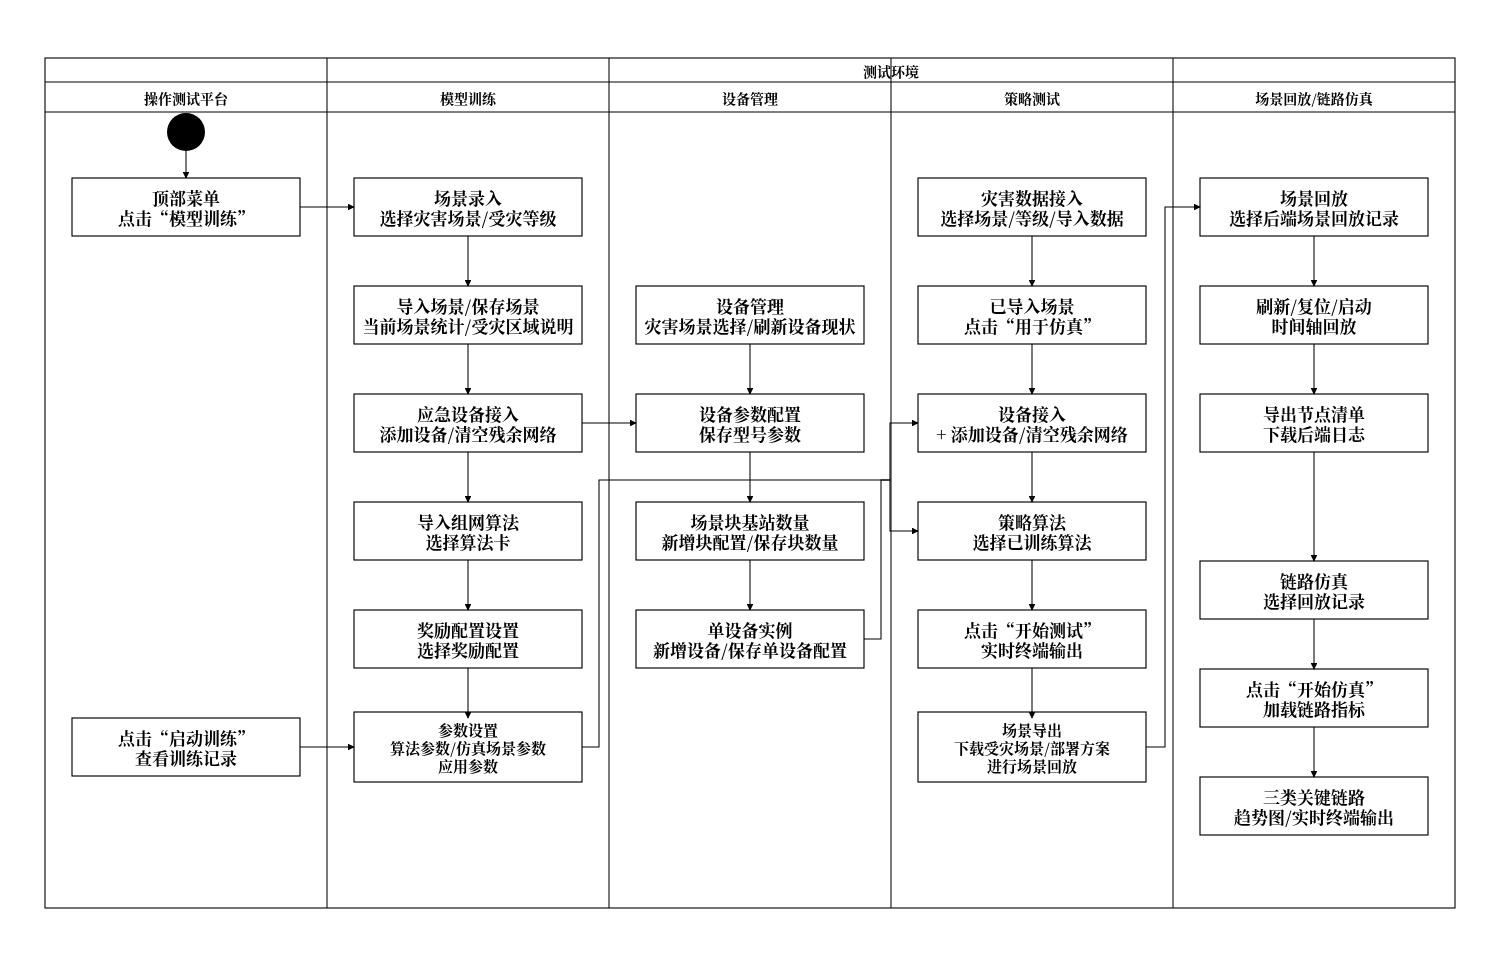 测试环境
操作测试平台
模型训练
设备管理
策略测试
场景回放/链路仿真
顶部菜单
点击“模型训练”
点击“启动训练”
查看训练记录
场景录入
选择灾害场景/受灾等级
导入场景/保存场景
当前场景统计/受灾区域说明
应急设备接入
添加设备/清空残余网络
导入组网算法
选择算法卡
奖励配置设置
选择奖励配置
参数设置
算法参数/仿真场景参数
应用参数
设备管理
灾害场景选择/刷新设备现状
设备参数配置
保存型号参数
场景块基站数量
新增块配置/保存块数量
单设备实例
新增设备/保存单设备配置
灾害数据接入
选择场景/等级/导入数据
已导入场景
点击“用于仿真”
设备接入
+ 添加设备/清空残余网络
策略算法
选择已训练算法
点击“开始测试”
实时终端输出
场景导出
下载受灾场景/部署方案
进行场景回放
场景回放
选择后端场景回放记录
刷新/复位/启动
时间轴回放
导出节点清单
下载后端日志
链路仿真
选择回放记录
点击“开始仿真”
加载链路指标
三类关键链路
趋势图/实时终端输出